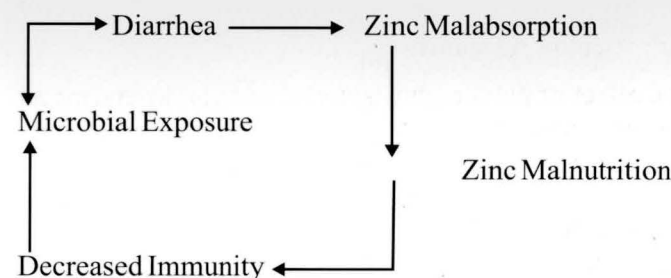 Diarrhea Zinc Malabsorption
Microbial Exposure
Zinc Malnutrition
Decreased Immunity